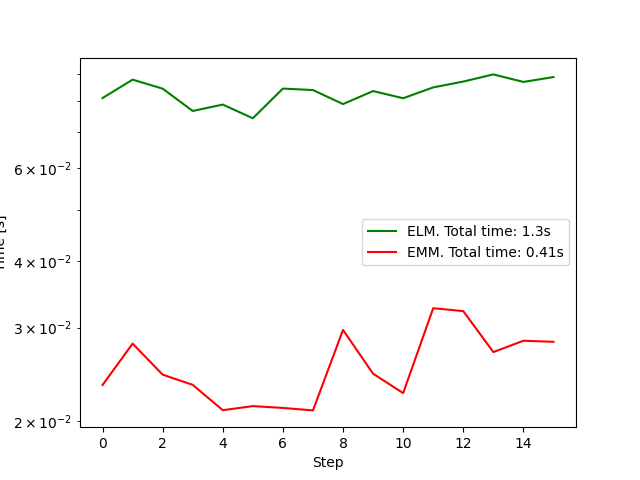 6 × 10⁻²
4 × 10⁻²
3 × 10⁻²
2 × 10⁻²
Time [s]
ELM. Total time: 1.3s
EMM. Total time: 0.41s
0 2 4 6 8 10 12 14
Step